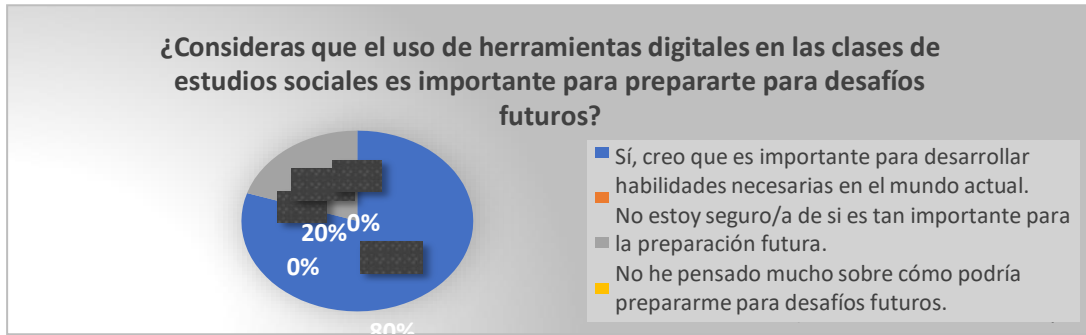 ¿Consideras que el uso de herramientas digitales en las clases de
estudios sociales es importante para prepararte para desafíos
futuros?
Sí, creo que es importante para desarrollar
habilidades necesarias en el mundo actual.
No estoy seguro/a de si es tan importante para
la preparación futura.
No he pensado mucho sobre cómo podría
prepararme para desafíos futuros.
20%
0%
0%
80%